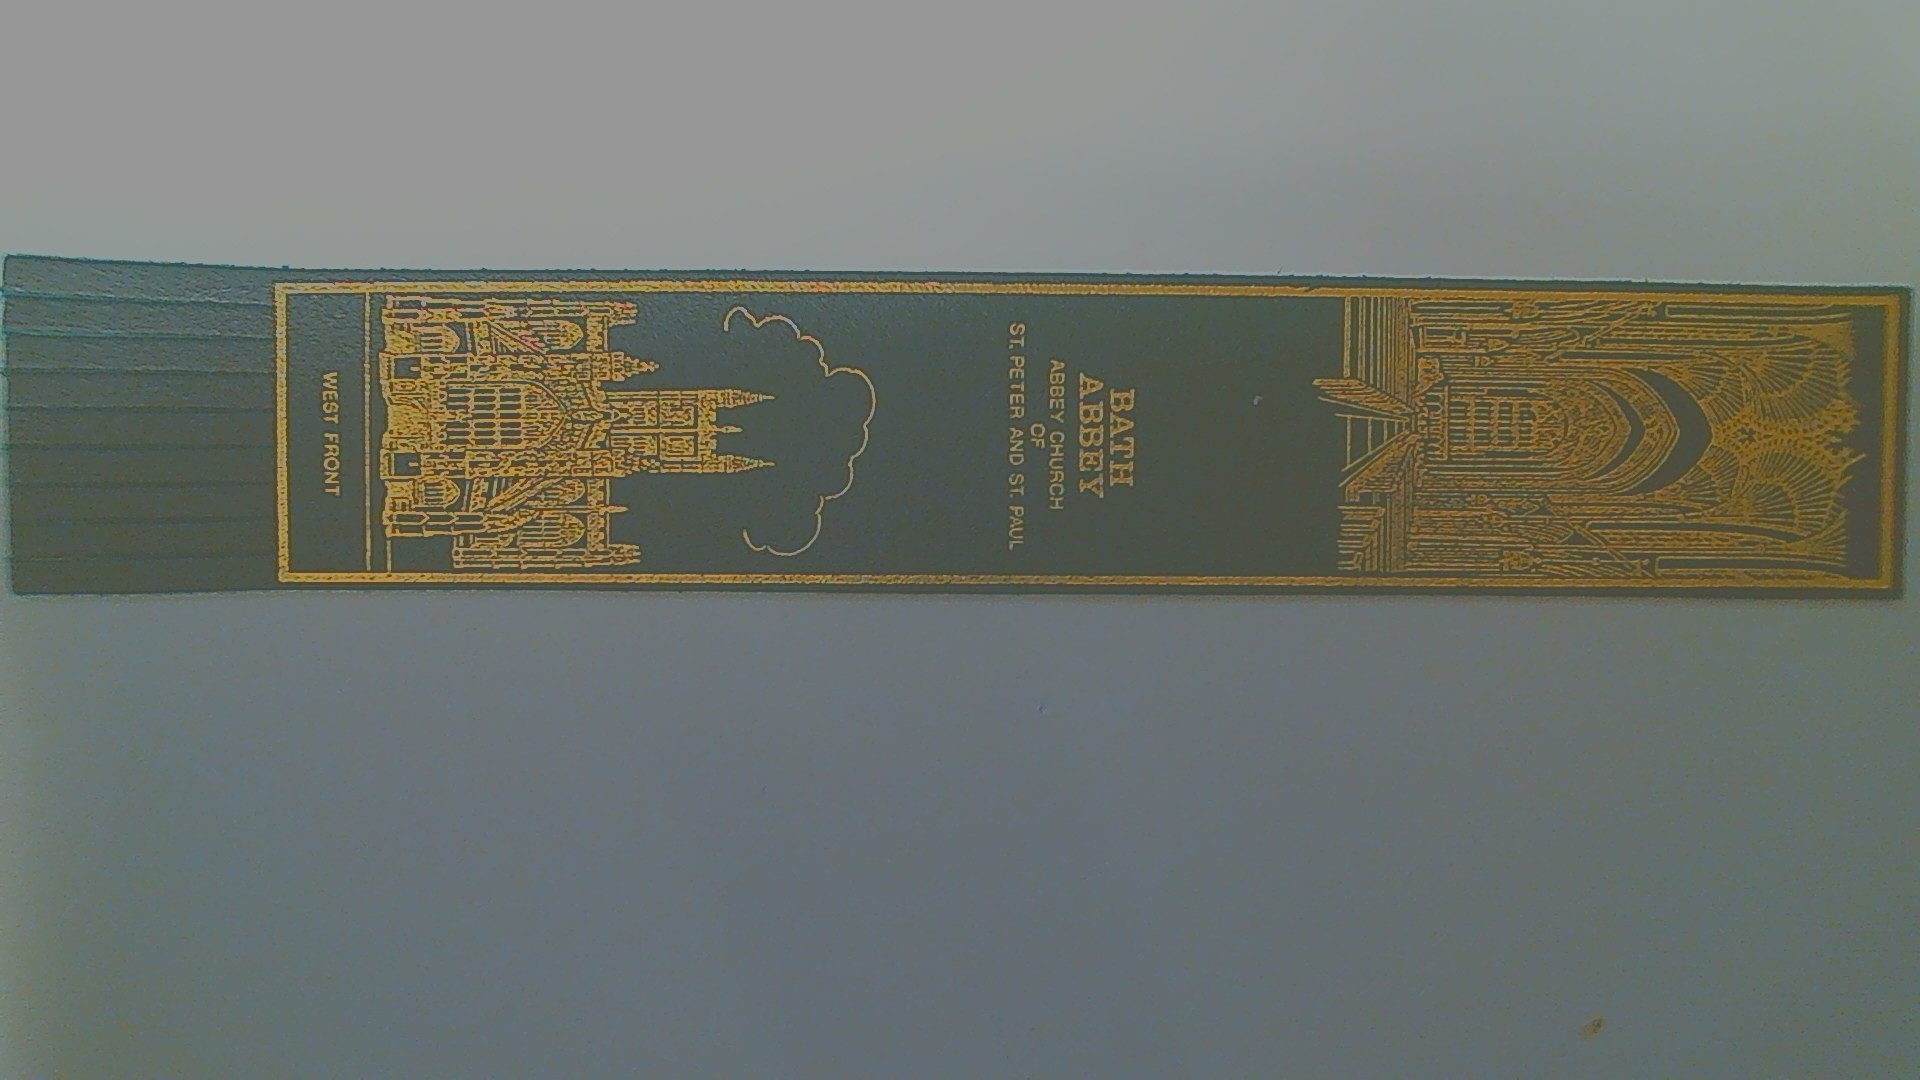 BATH
ABBEY
ABBEY CHURCH
OF
ST. PETER AND ST. PAUL
WEST FRONT